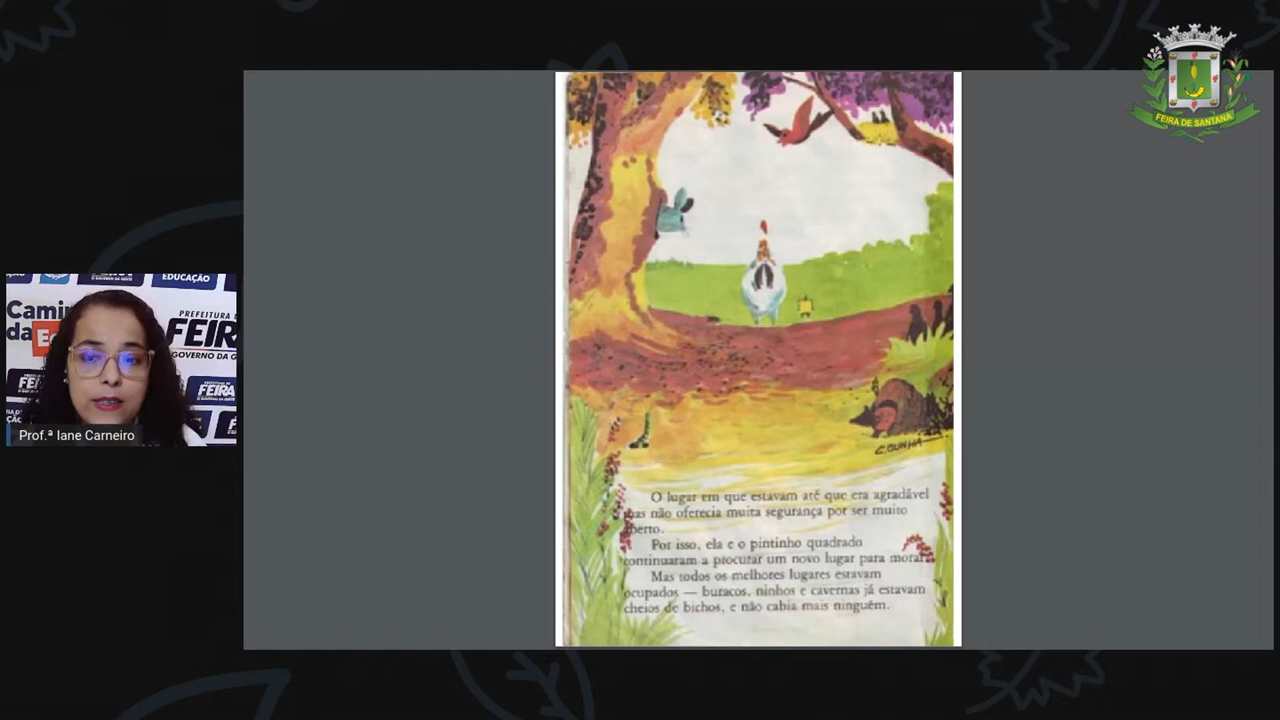 FEIRA DE SANTANA
EDUCAÇÃO
PREFEITURA
FEIRA
GOVERNO DA
FEIRA
Prof.ª Iane Carneiro
C. CUNHA
O lugar em que estavam até que era agradável
mas não oferecia muita segurança por ser muito
aberto.
Por isso, ela e o pintinho quadrado
continuaram a procurar um novo lugar para morar.
Mas todos os melhores lugares estavam
ocupados — buracos, ninhos e cavernas já estavam
cheios de bichos, e não cabia mais ninguém.